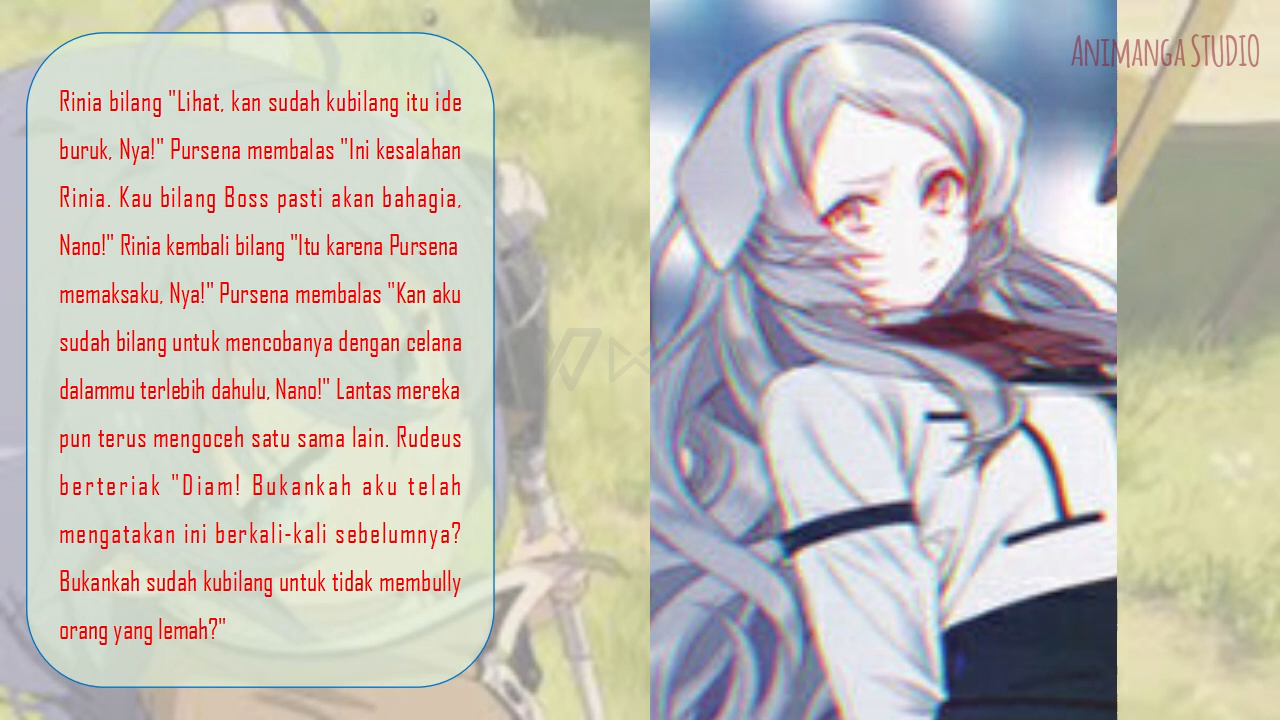 Rinia bilang "Lihat, kan sudah kubilang itu ide
buruk, Nya!" Pursena membalas "Ini kesalahan
Rinia. Kau bilang Boss pasti akan bahagia,
Nano!" Rinia kembali bilang "Itu karena Pursena
memaksaku, Nya!" Pursena membalas "Kan aku
sudah bilang untuk mencobanya dengan celana
dalammu terlebih dahulu, Nano!" Lantas mereka
pun terus mengoceh satu sama lain. Rudeus
berteriak "Diam! Bukankah aku telah
mengatakan ini berkali-kali sebelumnya?
Bukankah sudah kubilang untuk tidak membully
orang yang lemah?"
ANIMANGA STUDIO